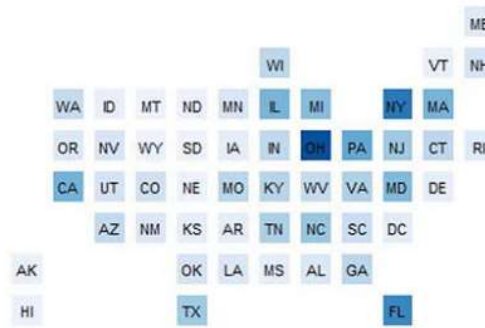 ME
WI VT NH
WA ID MT ND MN IL MI NY MA
OR NV WY SD IA IN OH PA NJ CT RI
CA UT CO NE MO KY WV VA MD DE
AZ NM KS AR TN NC SC DC
AK OK LA MS AL GA
HI TX FL